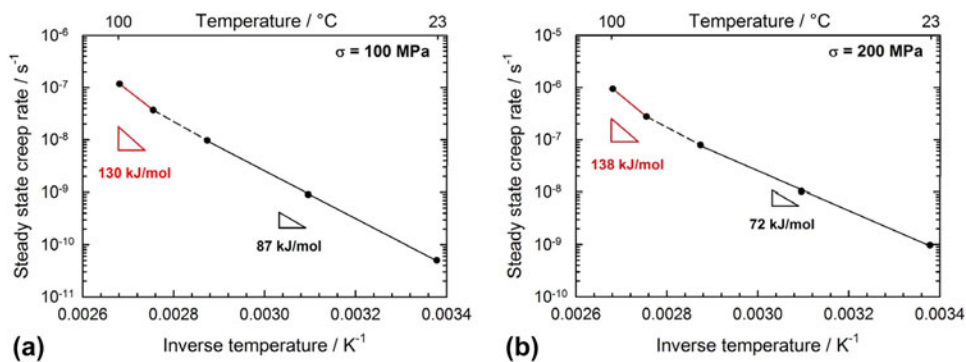 Temperature / °C
100 23
σ = 100 MPa
Steady state creep rate / s⁻¹
10⁻⁶
10⁻⁷
10⁻⁸
10⁻⁹
10⁻¹⁰
10⁻¹¹
130 kJ/mol
87 kJ/mol
0.0026 0.0028 0.0030 0.0032 0.0034
Inverse temperature / K⁻¹
(a)
Temperature / °C
100 23
σ = 200 MPa
Steady state creep rate / s⁻¹
10⁻⁵
10⁻⁶
10⁻⁷
10⁻⁸
10⁻⁹
10⁻¹⁰
138 kJ/mol
72 kJ/mol
0.0026 0.0028 0.0030 0.0032 0.0034
Inverse temperature / K⁻¹
(b)